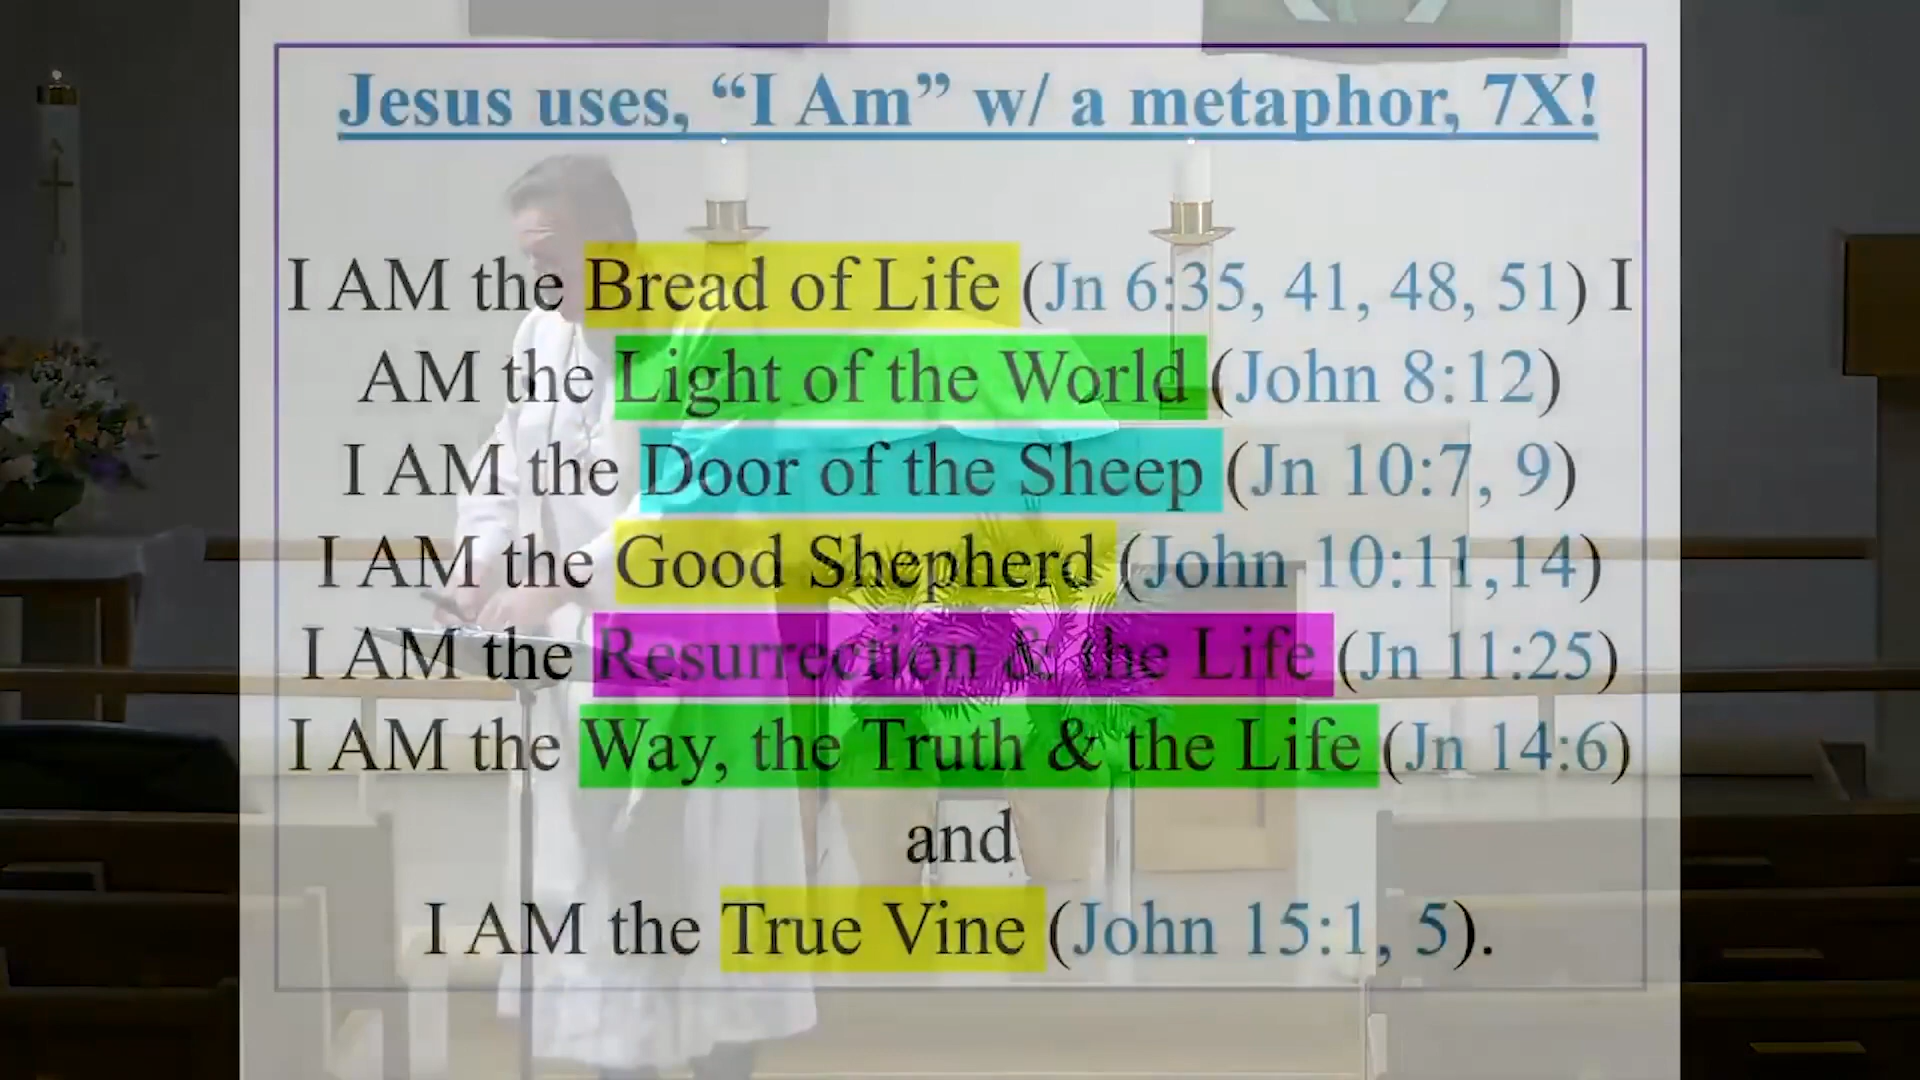 Jesus uses, “I Am” w/ a metaphor, 7X!
I AM the Bread of Life (Jn 6:35, 41, 48, 51) I
AM the Light of the World (John 8:12)
I AM the Door of the Sheep (Jn 10:7, 9)
I AM the Good Shepherd (John 10:11,14)
I AM the Resurrection & the Life (Jn 11:25)
I AM the Way, the Truth & the Life (Jn 14:6)
and
I AM the True Vine (John 15:1, 5).